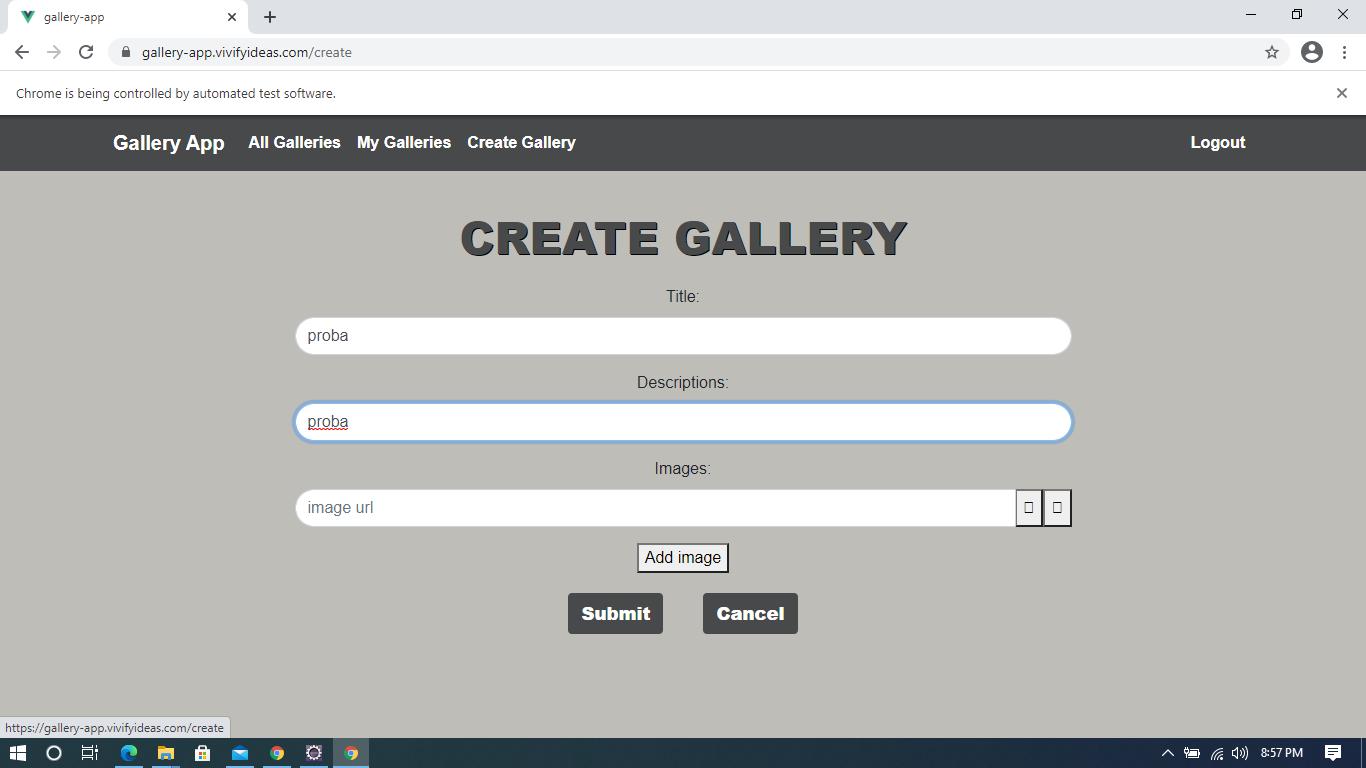 gallery-app
gallery-app.vivifyideas.com/create
Chrome is being controlled by automated test software.
Gallery App All Galleries My Galleries Create Gallery Logout
CREATE GALLERY
Title:
proba
Descriptions:
proba
Images:
image url
Add image
Submit Cancel
https://gallery-app.vivifyideas.com/create
8:57 PM